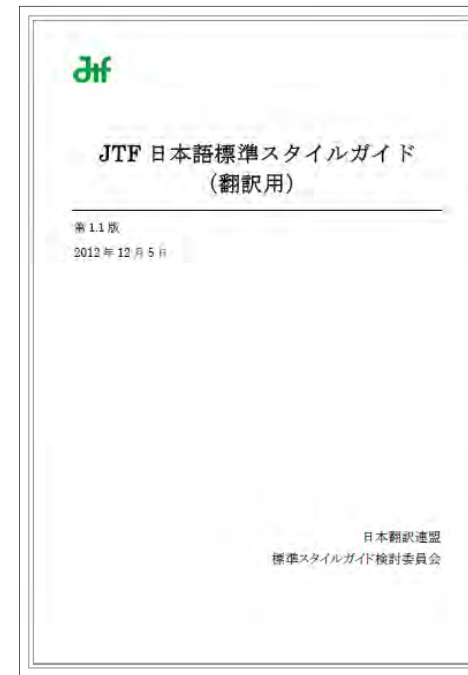 Jtf
JTF 日本語標準スタイルガイド
（翻訳用）
第 1.1 版
2012 年 12 月 5 日
日本翻訳連盟
標準スタイルガイド検討委員会